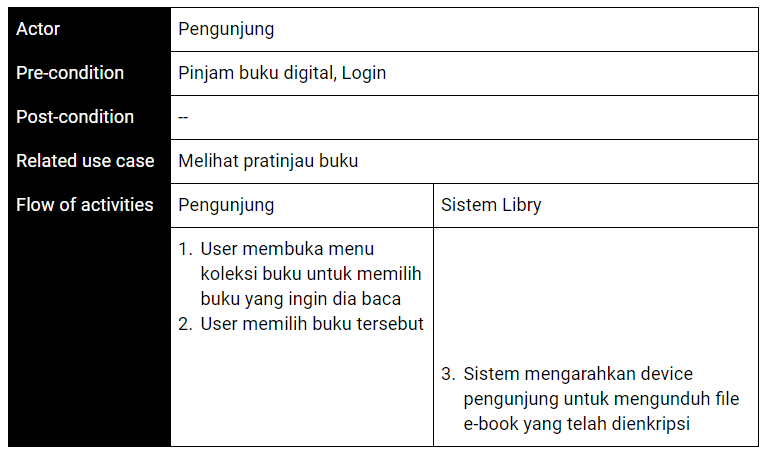 Actor Pengunjung
Pre-condition Pinjam buku digital, Login
Post-condition --
Related use case Melihat pratinjau buku
Flow of activities Pengunjung Sistem Libry
1. User membuka menu
koleksi buku untuk memilih
buku yang ingin dia baca
2. User memilih buku tersebut
3. Sistem mengarahkan device
pengunjung untuk mengunduh file
e-book yang telah dienkripsi